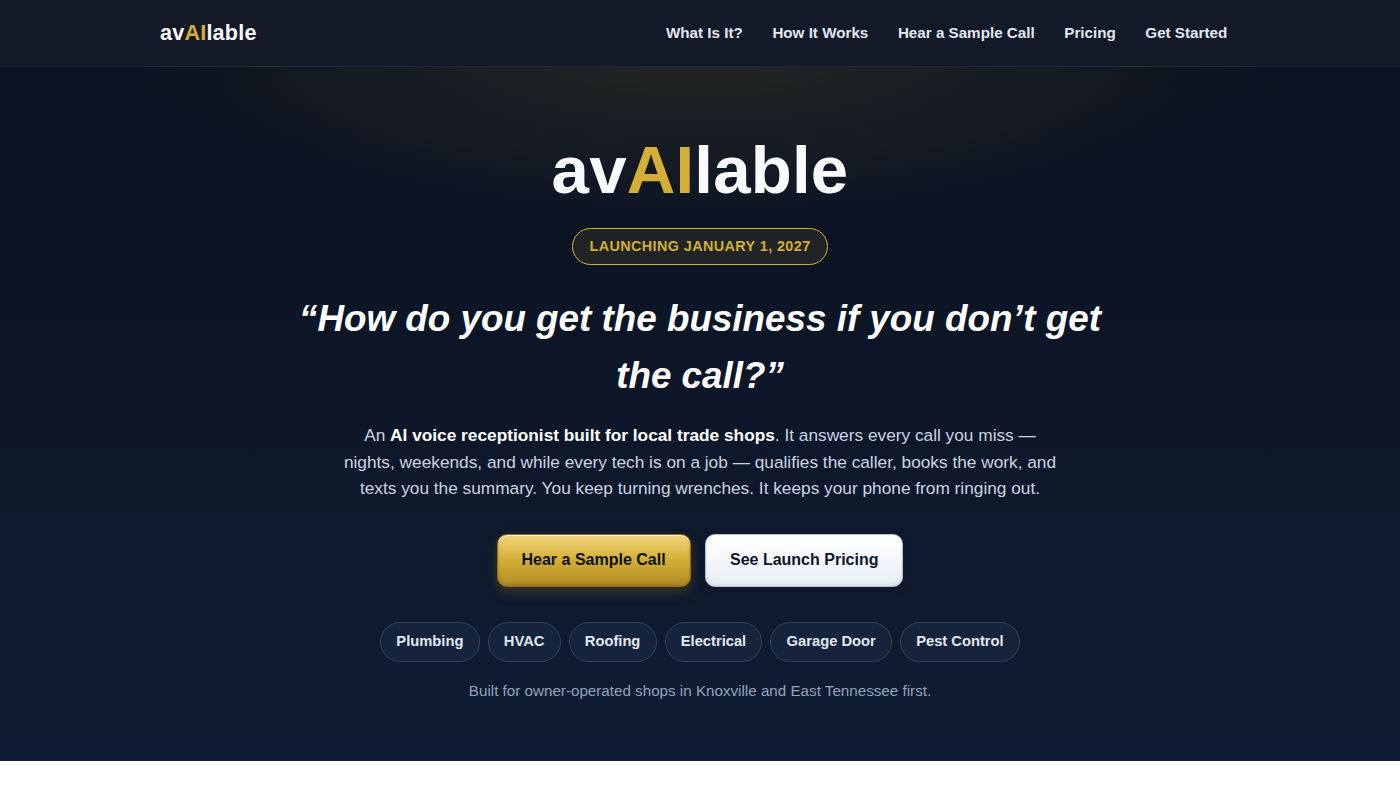 avAIlable
What Is It?
How It Works
Hear a Sample Call
Pricing
Get Started
avAIlable
LAUNCHING JANUARY 1, 2027
“How do you get the business if you don’t get
the call?”
An AI voice receptionist built for local trade shops. It answers every call you miss —
nights, weekends, and while every tech is on a job — qualifies the caller, books the work, and
texts you the summary. You keep turning wrenches. It keeps your phone from ringing out.
Hear a Sample Call
See Launch Pricing
Plumbing
HVAC
Roofing
Electrical
Garage Door
Pest Control
Built for owner-operated shops in Knoxville and East Tennessee first.